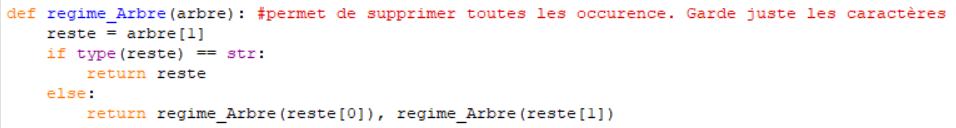 def regime_Arbre(arbre): #permet de supprimer toutes les occurence. Garde juste les caractères
    reste = arbre[1]
    if type(reste) == str:
        return reste
    else:
        return regime_Arbre(reste[0]), regime_Arbre(reste[1])